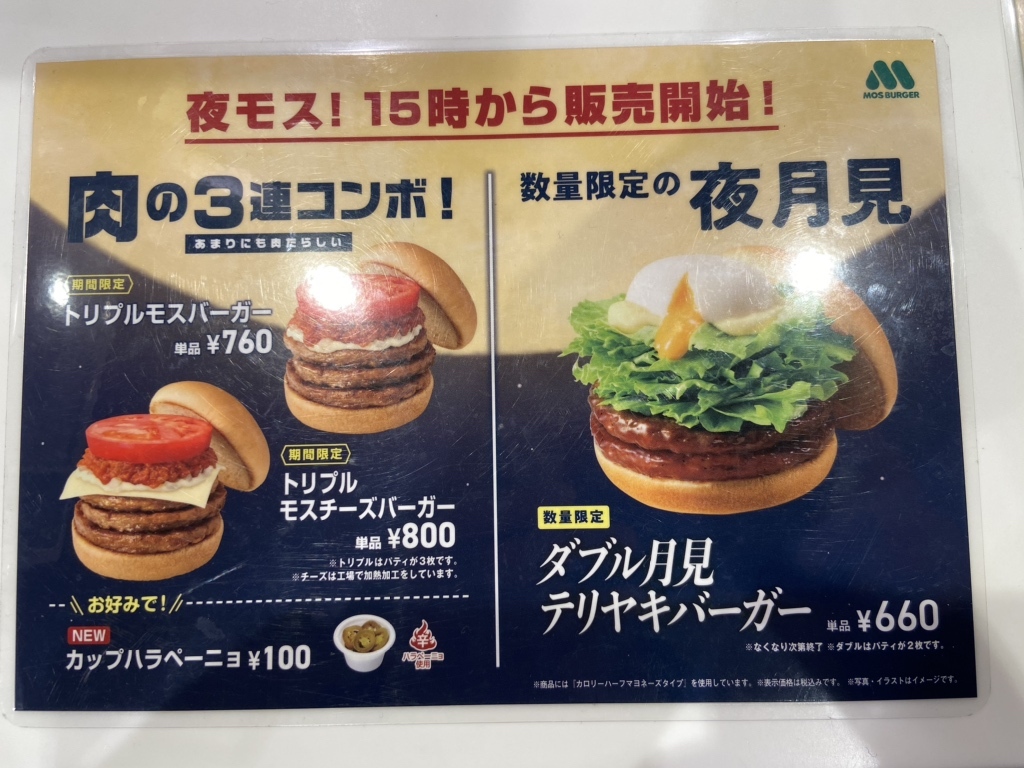 夜モス！15時から販売開始！
MOS BURGER
肉の3連コンボ！
あまりにも肉たらしい
期間限定
トリプルモスバーガー
単品 ¥760
期間限定
トリプル
モスチーズバーガー
単品 ¥800
※トリプルはパティが3枚です。
※チーズは工場で加熱加工をしています。
お好みで！
NEW
カップハラペーニョ ¥100
辛
ハラペーニョ
使用
数量限定の 夜月見
数量限定
ダブル月見
テリヤキバーガー 単品 ¥660
※なくなり次第終了 ※ダブルはパティが2枚です。
※商品には「カロリーハーフマヨネーズタイプ」を使用しています。※表示価格は税込みです。 ※写真・イラストはイメージです。